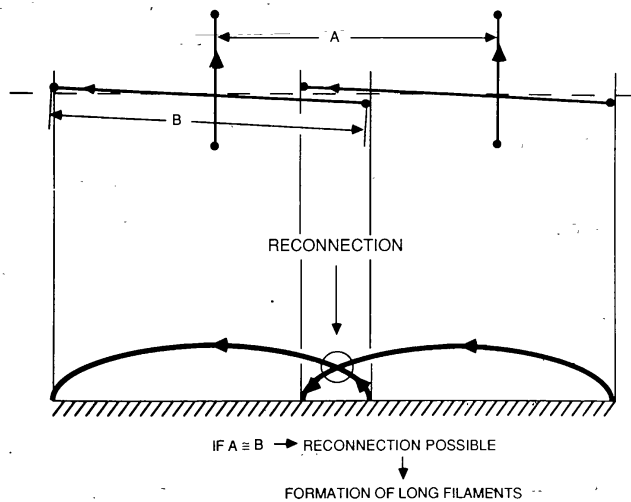 A
B
RECONNECTION
IF A ≅ B → RECONNECTION POSSIBLE
FORMATION OF LONG FILAMENTS